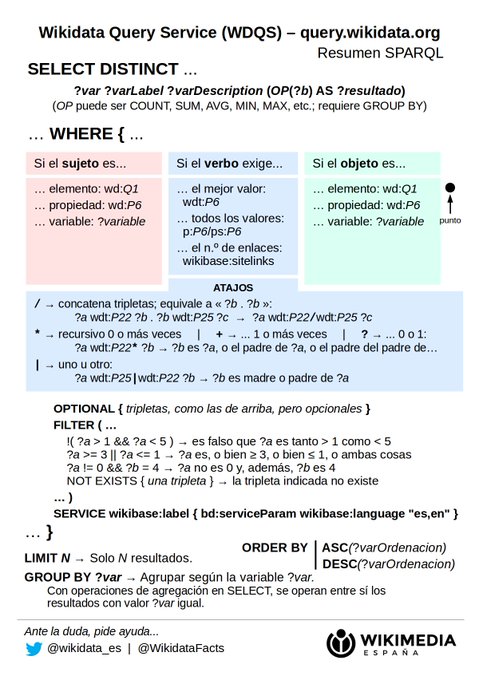 Wikidata Query Service (WDQS) – query.wikidata.org
Resumen SPARQL
SELECT DISTINCT ...
?var ?varLabel ?varDescription (OP(?b) AS ?resultado)
(OP puede ser COUNT, SUM, AVG, MIN, MAX, etc.; requiere GROUP BY)
... WHERE { ...
Si el sujeto es...
... elemento: wd:Q1
... propiedad: wd:P6
... variable: ?variable
Si el verbo exige...
... el mejor valor:
wdt:P6
... todos los valores:
p:P6/ps:P6
... el n.º de enlaces:
wikibase:sitelinks
Si el objeto es...
... elemento: wd:Q1
... propiedad: wd:P6
... variable: ?variable
punto
ATAJOS
/ → concatena tripletas; equivale a « ?b . ?b »:
?a wdt:P22 ?b . ?b wdt:P25 ?c → ?a wdt:P22/wdt:P25 ?c
* → recursivo 0 o más veces | + → ... 1 o más veces | ? → ... 0 o 1:
?a wdt:P22* ?b → ?b es ?a, o el padre de ?a, o el padre del padre de...
| → uno u otro:
?a wdt:P25|wdt:P22 ?b → ?b es madre o padre de ?a
OPTIONAL { tripletas, como las de arriba, pero opcionales }
FILTER ( ...
!( ?a > 1 && ?a < 5 ) → es falso que ?a es tanto > 1 como < 5
?a >= 3 || ?a <= 1 → ?a es, o bien ≥ 3, o bien ≤ 1, o ambas cosas
?a != 0 && ?b = 4 → ?a no es 0 y, además, ?b es 4
NOT EXISTS { una tripleta } → la tripleta indicada no existe
... )
SERVICE wikibase:label { bd:serviceParam wikibase:language "es,en" }
... }
LIMIT N → Solo N resultados.
ORDER BY | ASC(?varOrdenacion)
DESC(?varOrdenacion)
GROUP BY ?var → Agrupar según la variable ?var.
Con operaciones de agregación en SELECT, se operan entre sí los
resultados con valor ?var igual.
Ante la duda, pide ayuda...
@wikidata_es | @WikidataFacts
WIKIMEDIA
ESPAÑA